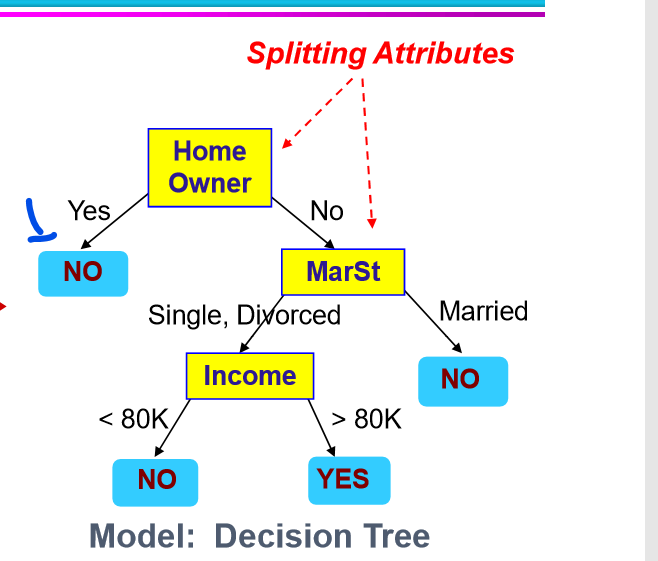 Splitting Attributes
Home
Owner
Yes
No
NO
MarSt
Single, Divorced
Married
Income
NO
< 80K
> 80K
NO
YES
Model: Decision Tree